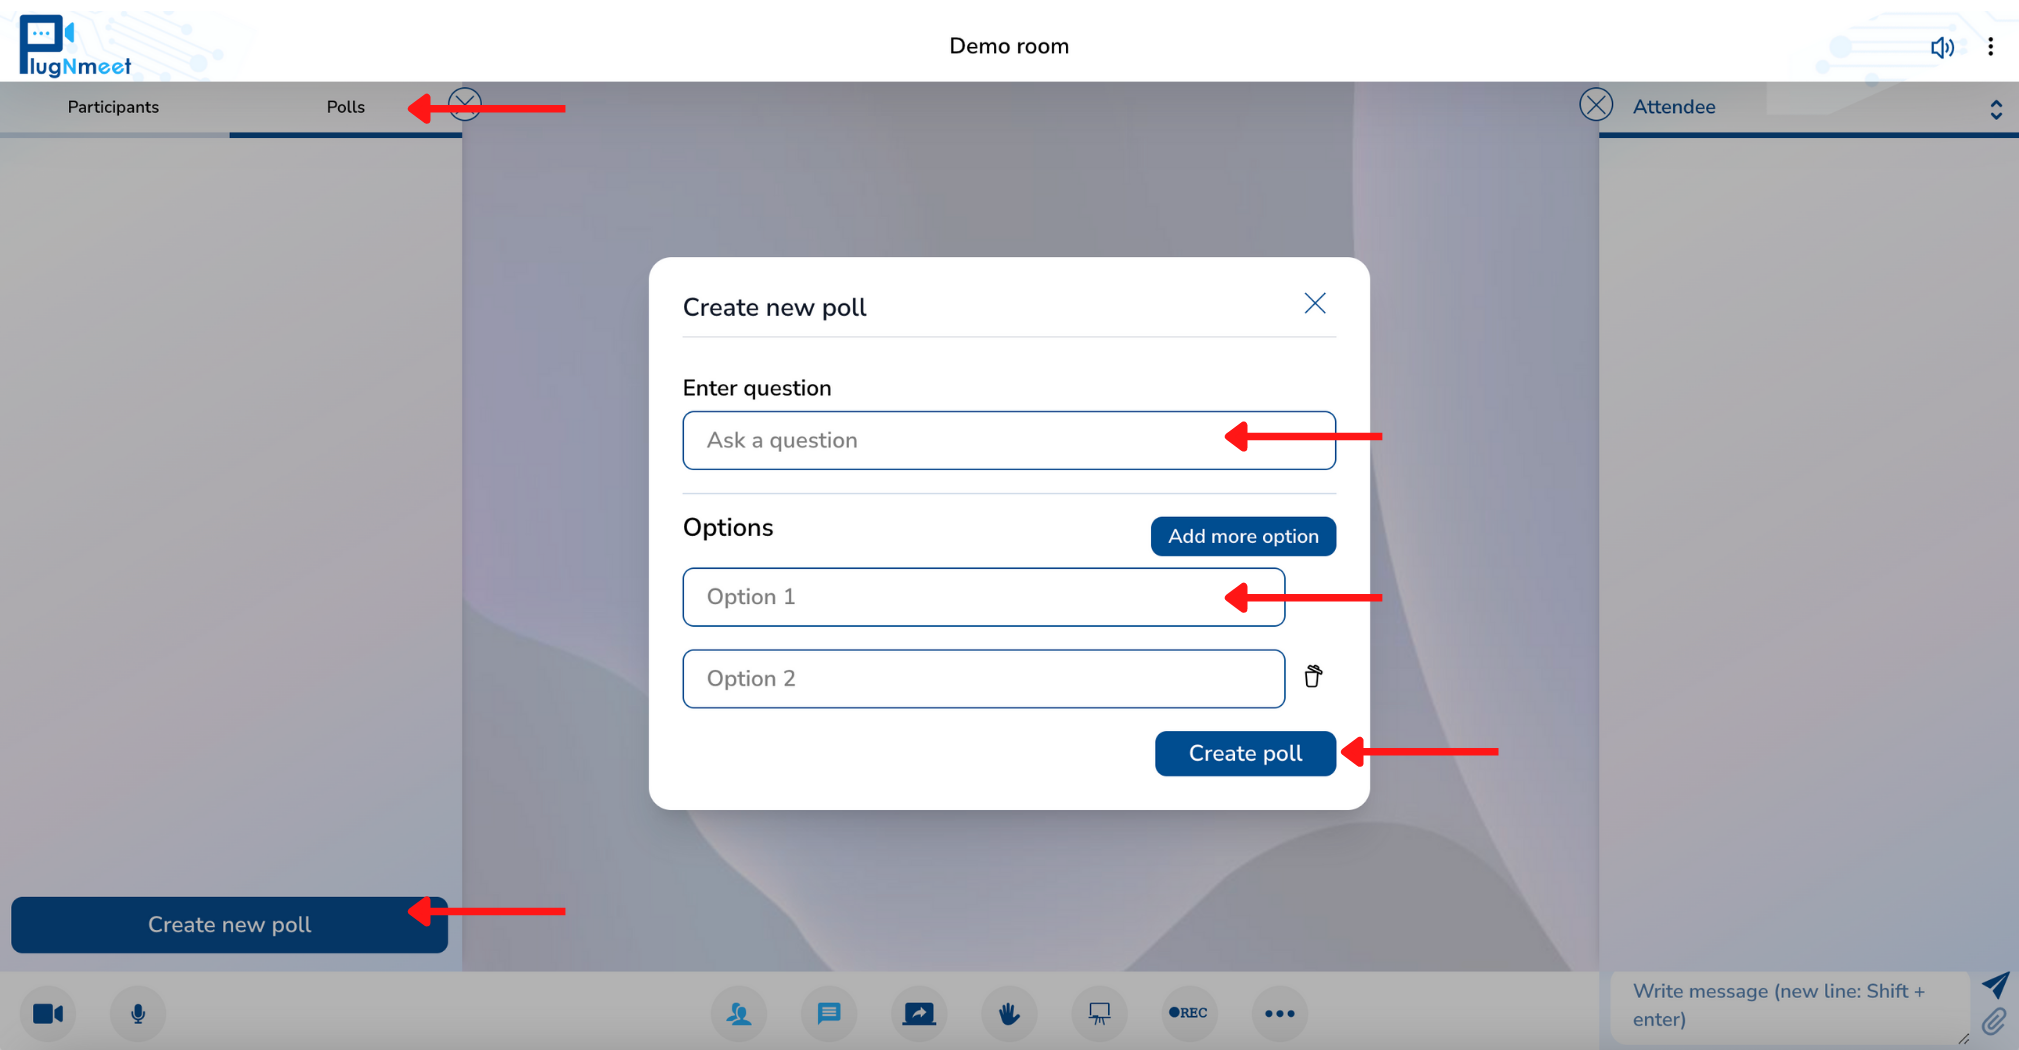 PlugNmeet
Demo room
Participants
Polls
Attendee
Create new poll
Enter question
Ask a question
Options
Add more option
Option 1
Option 2
Create poll
Create new poll
REC
Write message (new line: Shift +
enter)